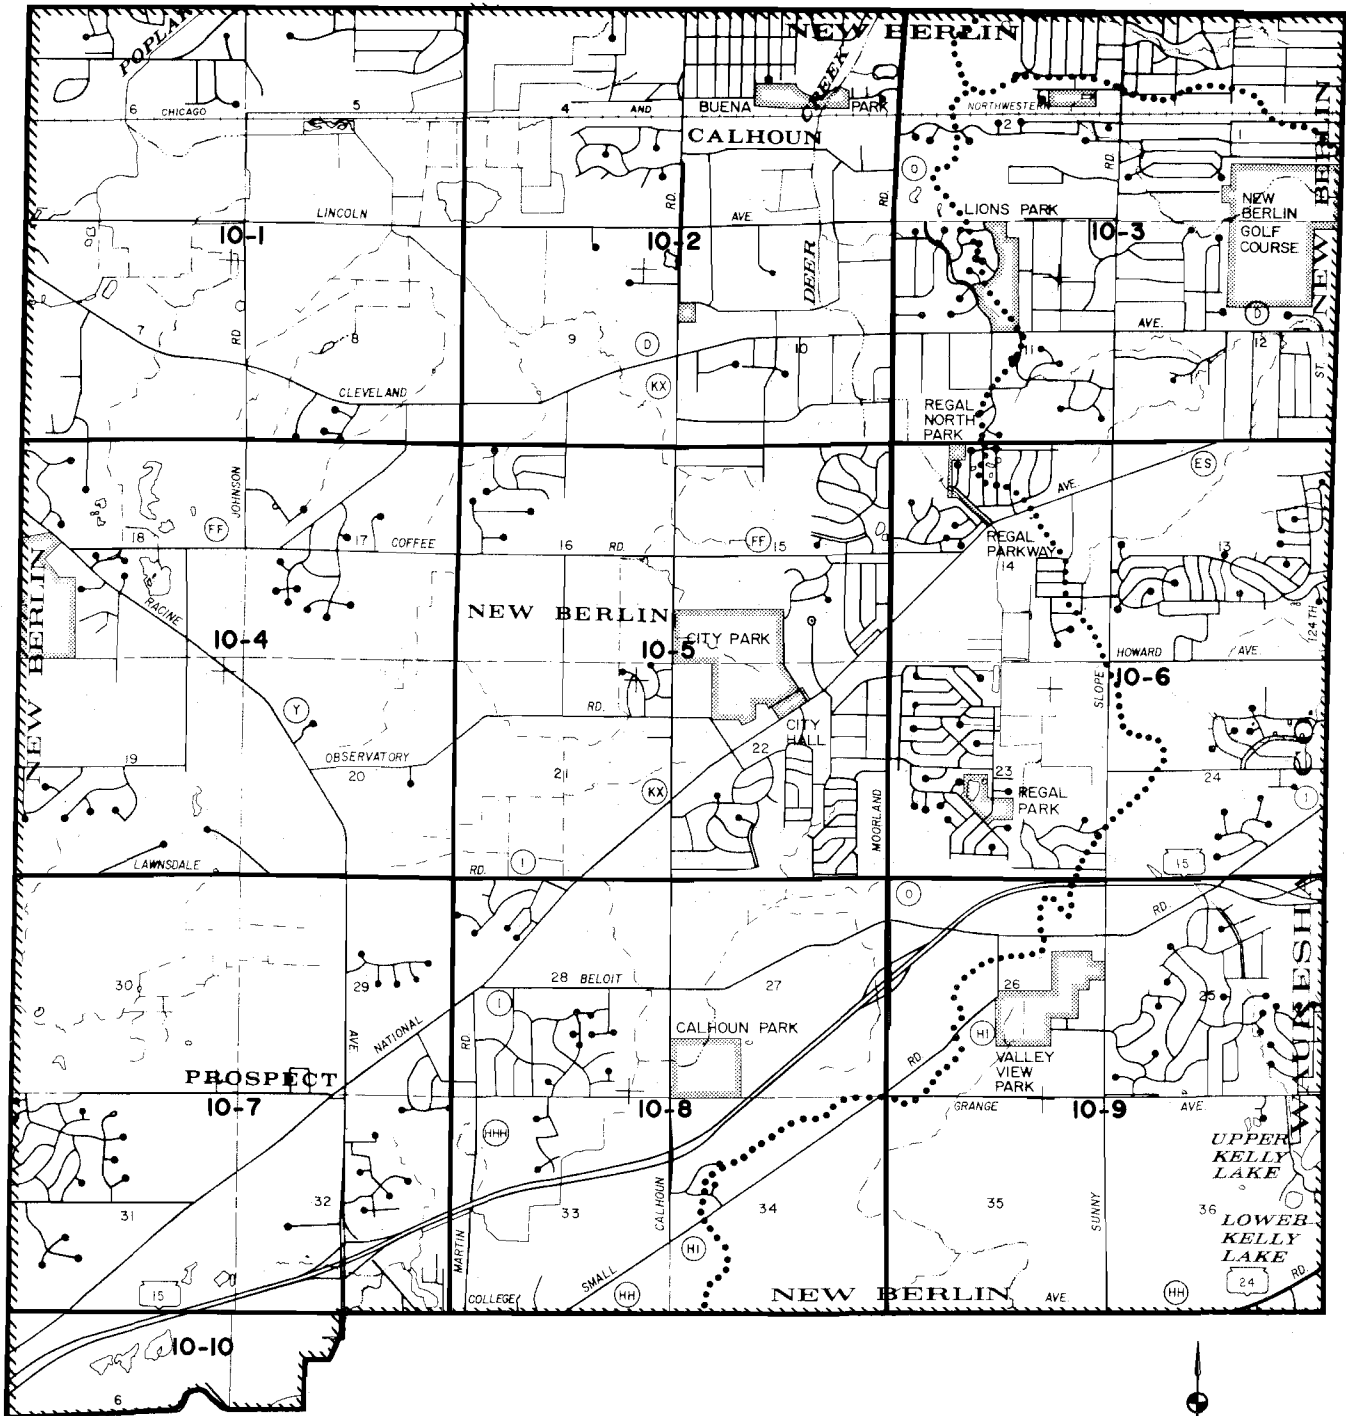 NEW BERLIN
POPLA
CREEK
6
CHICAGO
5
4
AND
BUENA
PARK
NORTHWESTERN
2
1
CALHOUN
RD.
NEW BERLIN
O
LINCOLN
RD.
AVE.
RD.
LIONS PARK
NEW
BERLIN
GOLF
COURSE
10-1
10-2
10-3
DEER
7
RD
8
9
D
10
11
AVE.
D
12
KX
CLEVELAND
ST.
NEW
REGAL
NORTH
PARK
JOHNSON
ES
AVE.
18
FF
17
COFFEE
16
RD.
FF
15
REGAL
PARKWAY
14
13
RACINE
NEW BERLIN
124TH
NEW BERLIN
CITY PARK
10-4
10-5
HOWARD
AVE.
10-6
SLOPE
Y
RD.
CITY
HALL
OBSERVATORY
19
20
21
22
23
24
CO.
KX
MOORLAND
REGAL
PARK
I
LAWNSDALE
RD.
I
15
O
RD.
WAUKESHA
30
29
28
BELOIT
27
26
25
I
AVE
NATIONAL
RD.
CALHOUN PARK
RD.
HI
VALLEY
VIEW
PARK
PROSPECT
10-7
10-8
GRANGE
10-9
AVE.
HHH
UPPER
KELLY
LAKE
31
32
33
CALHOUN
34
35
SUNNY
36
LOWER
KELLY
LAKE
MARTIN
HI
15
COLLEGE
SMALL
HH
NEW BERLIN
AVE.
HH
24
RD.
10-10
6